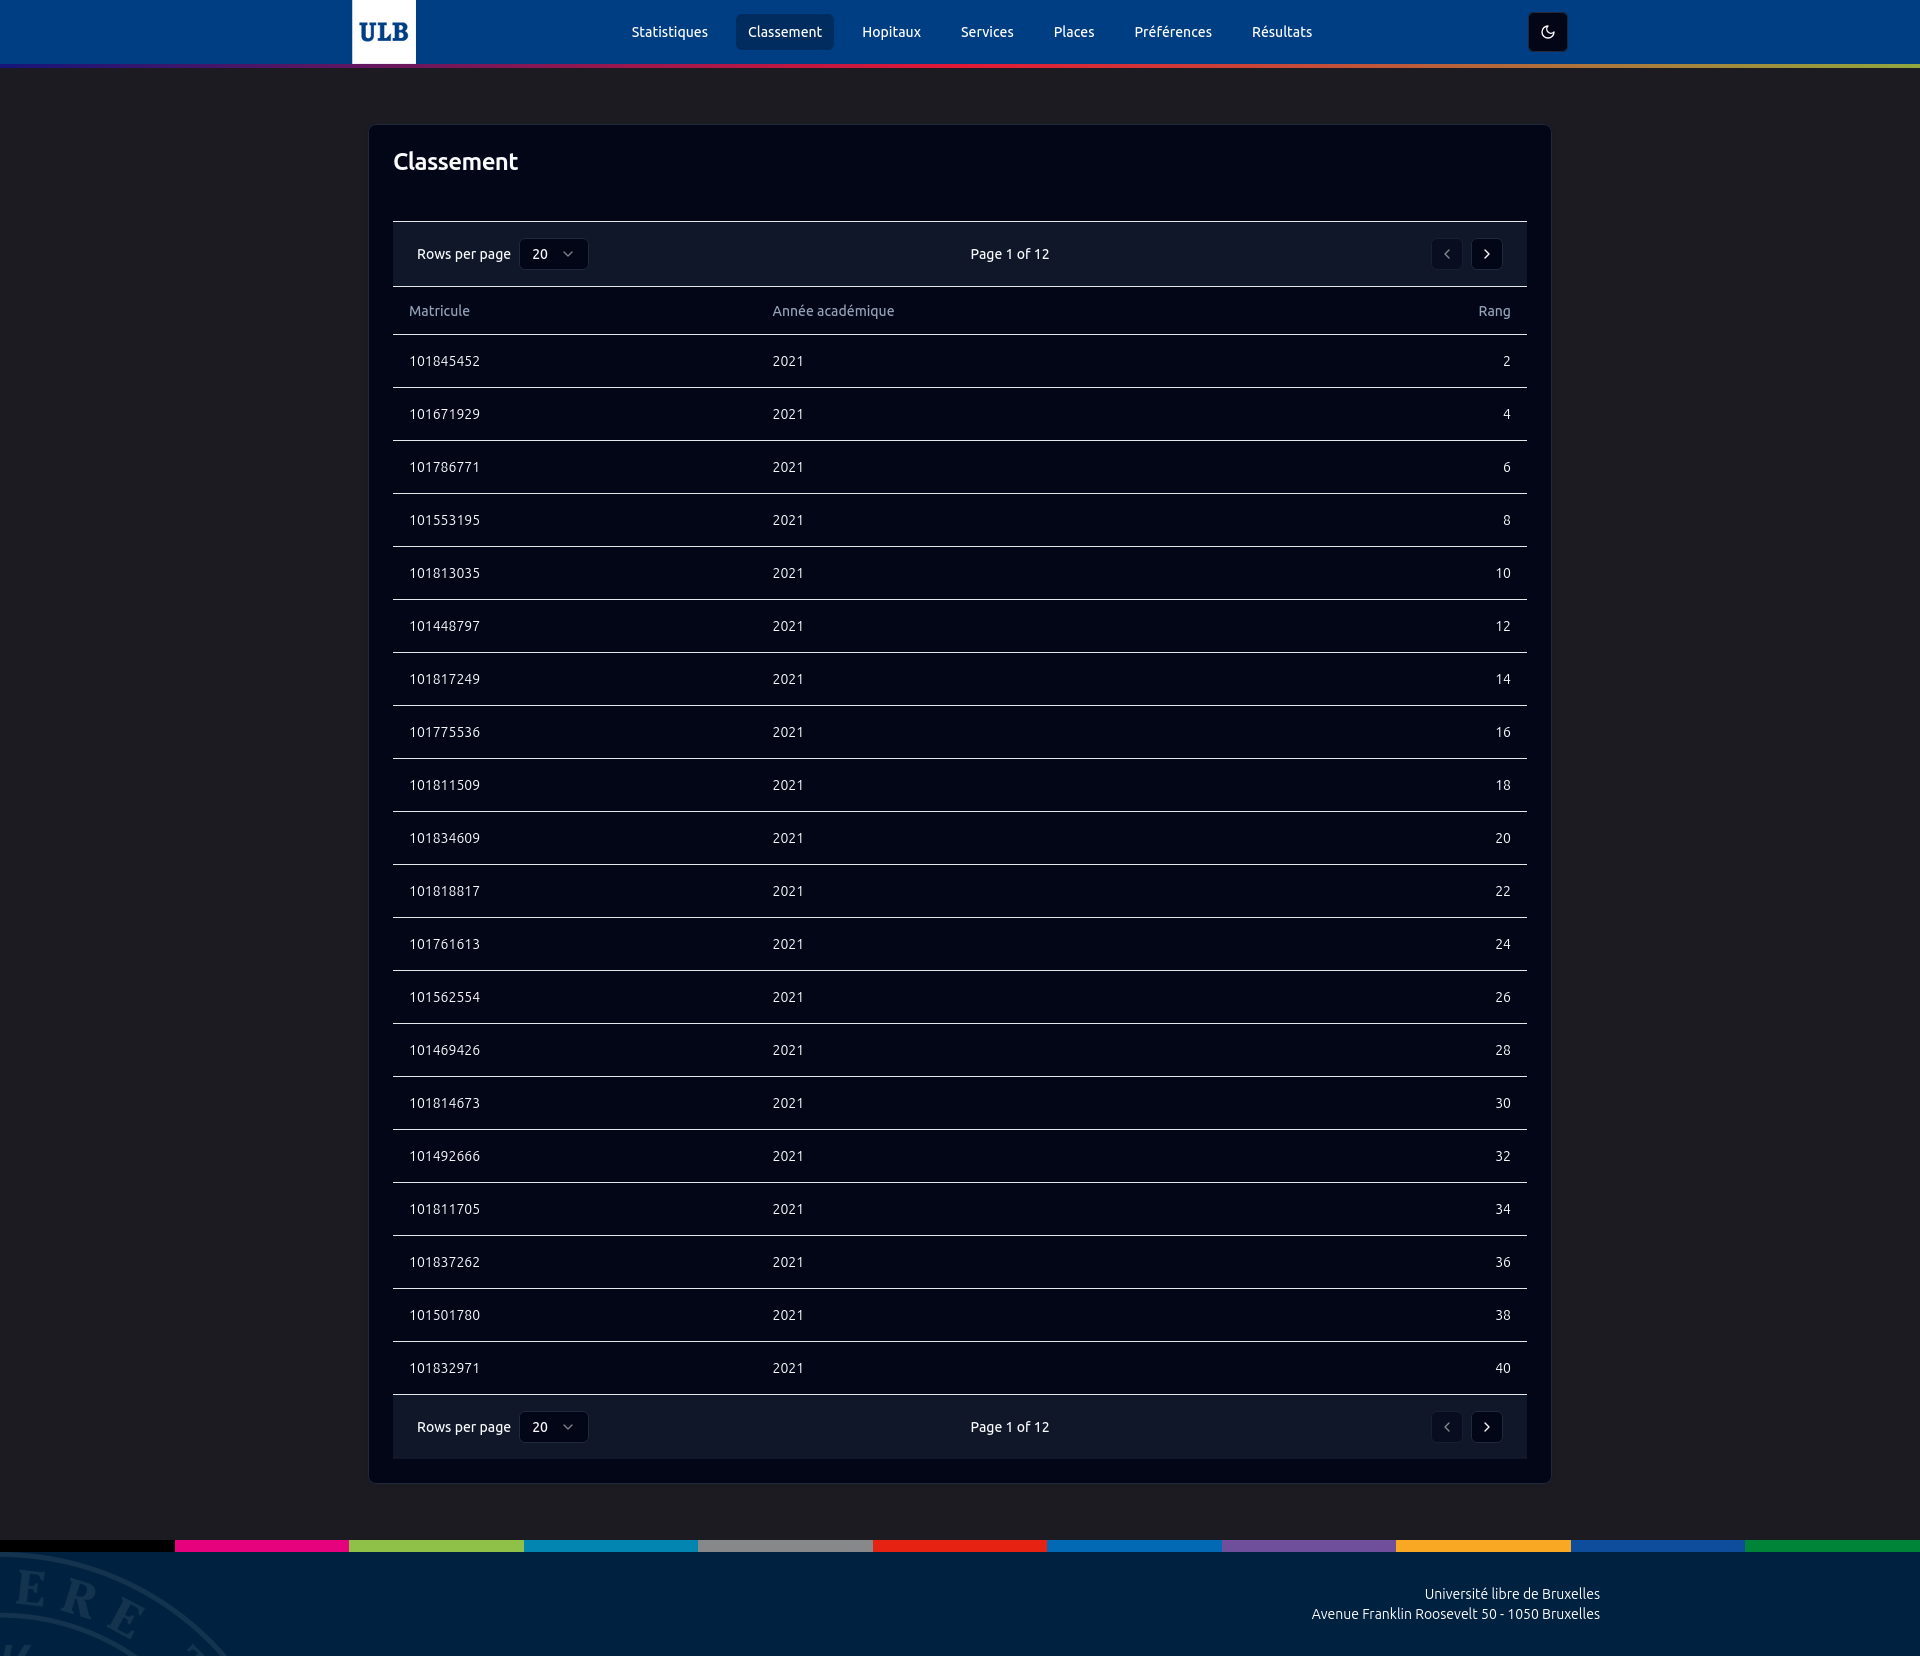 ULB Statistiques Classement Hopitaux Services Places Préférences Résultats
Classement
Rows per page 20 Page 1 of 12
Matricule Année académique Rang
101845452 2021 2
101671929 2021 4
101786771 2021 6
101553195 2021 8
101813035 2021 10
101448797 2021 12
101817249 2021 14
101775536 2021 16
101811509 2021 18
101834609 2021 20
101818817 2021 22
101761613 2021 24
101562554 2021 26
101469426 2021 28
101814673 2021 30
101492666 2021 32
101811705 2021 34
101837262 2021 36
101501780 2021 38
101832971 2021 40
Rows per page 20 Page 1 of 12
ERE
Université libre de Bruxelles
Avenue Franklin Roosevelt 50 - 1050 Bruxelles